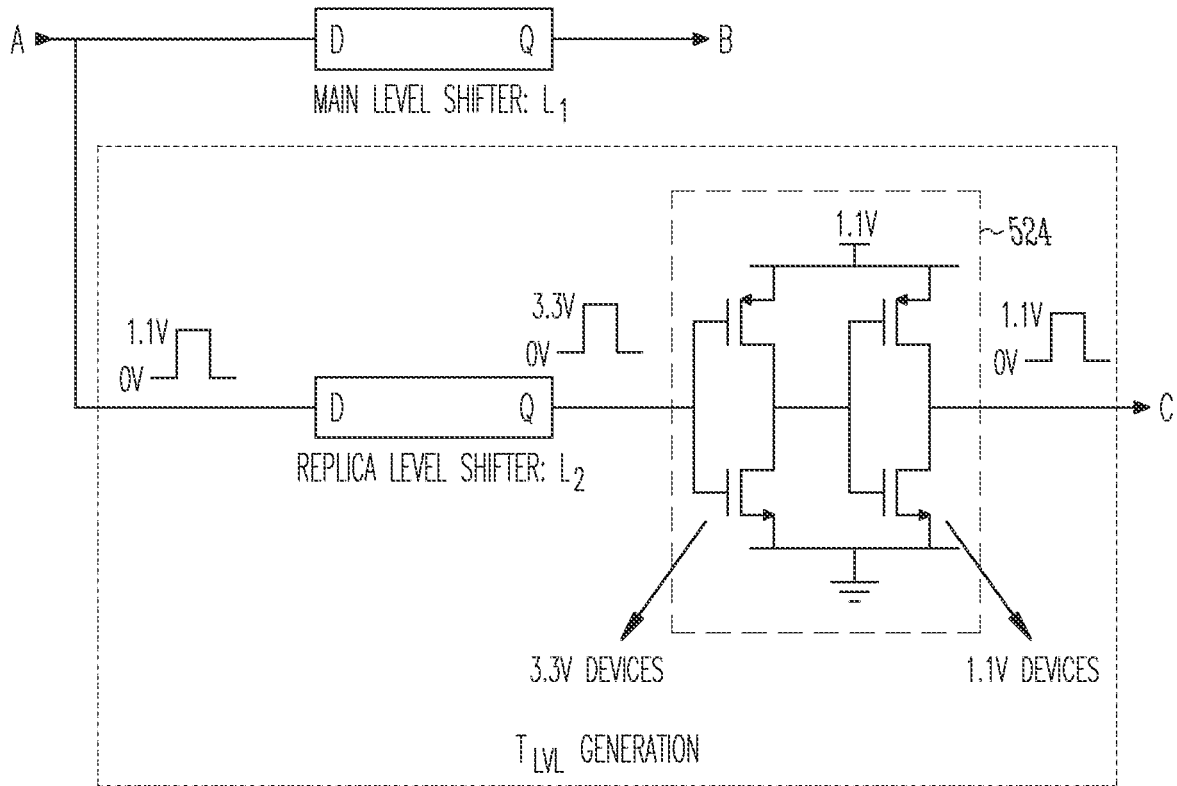 A D Q B
MAIN LEVEL SHIFTER: L1
1.1V
524
1.1V
0V
3.3V
0V
1.1V
0V
D Q
C
REPLICA LEVEL SHIFTER: L2
3.3V DEVICES
1.1V DEVICES
TLVL GENERATION